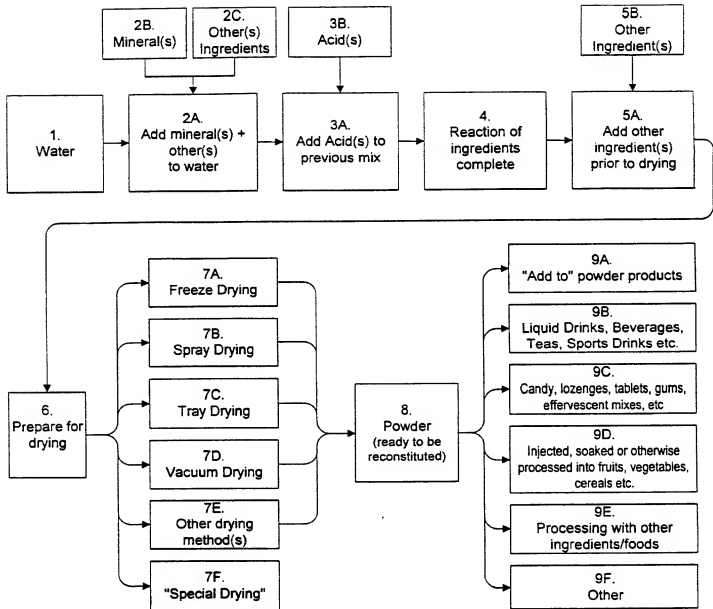 2B.
Mineral(s)
2C.
Other(s)
Ingredients
3B.
Acid(s)
5B.
Other
Ingredient(s)
1.
Water
2A.
Add mineral(s) +
other(s)
to water
3A.
Add Acid(s) to
previous mix
4.
Reaction of
ingredients
complete
5A.
Add other
ingredient(s)
prior to drying
6.
Prepare for
drying
7A.
Freeze Drying
7B.
Spray Drying
7C.
Tray Drying
7D.
Vacuum Drying
7E.
Other drying
method(s)
7F.
"Special Drying"
8.
Powder
(ready to be
reconstituted)
9A.
"Add to" powder products
9B.
Liquid Drinks, Beverages,
Teas, Sports Drinks etc.
9C.
Candy, lozenges, tablets, gums,
effervescent mixes, etc
9D.
Injected, soaked or otherwise
processed into fruits, vegetables,
cereals etc.
9E.
Processing with other
ingredients/foods
9F.
Other